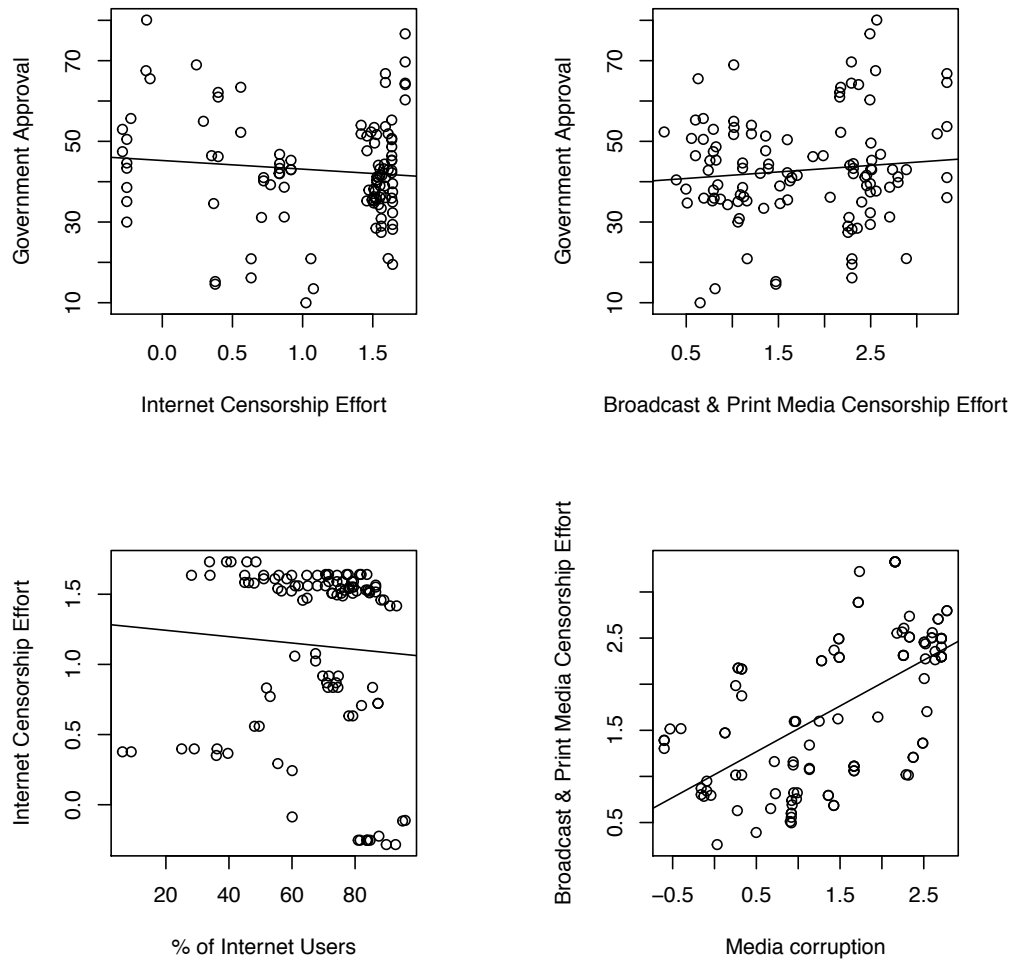 Government Approval
70
50
30
10
0.0 0.5 1.0 1.5
Internet Censorship Effort
Government Approval
70
50
30
10
0.5 1.5 2.5
Broadcast & Print Media Censorship Effort
Internet Censorship Effort
1.5
1.0
0.5
0.0
20 40 60 80
% of Internet Users
Broadcast & Print Media Censorship Effort
2.5
1.5
0.5
−0.5 0.5 1.5 2.5
Media corruption